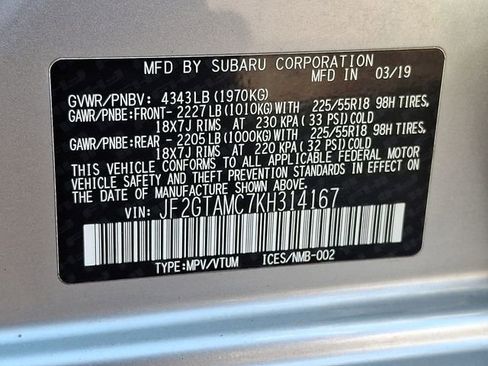 MFD BY SUBARU CORPORATION
MFD IN 03/19
GVWR/PNBV: 4343LB (1970KG)
GAWR/PNBE:FRONT- 2227LB (1010KG)WITH 225/55R18 98H TIRES,
18X7J RIMS AT 230 KPA (33 PSI)COLD
GAWR/PNBE:REAR - 2205LB (1000KG)WITH 225/55R18 98H TIRES,
18X7J RIMS AT 220 KPA (32 PSI)COLD
THIS VEHICLE CONFORMS TO ALL APPLICABLE FEDERAL MOTOR
VEHICLE SAFETY AND THEFT PREVENTION STANDARDS IN EFFECT ON
THE DATE OF MANUFACTURE SHOWN ABOVE.
VIN: JF2GTAMC7KH314167
TYPE:MPV/VTUM ICES/NMB-002